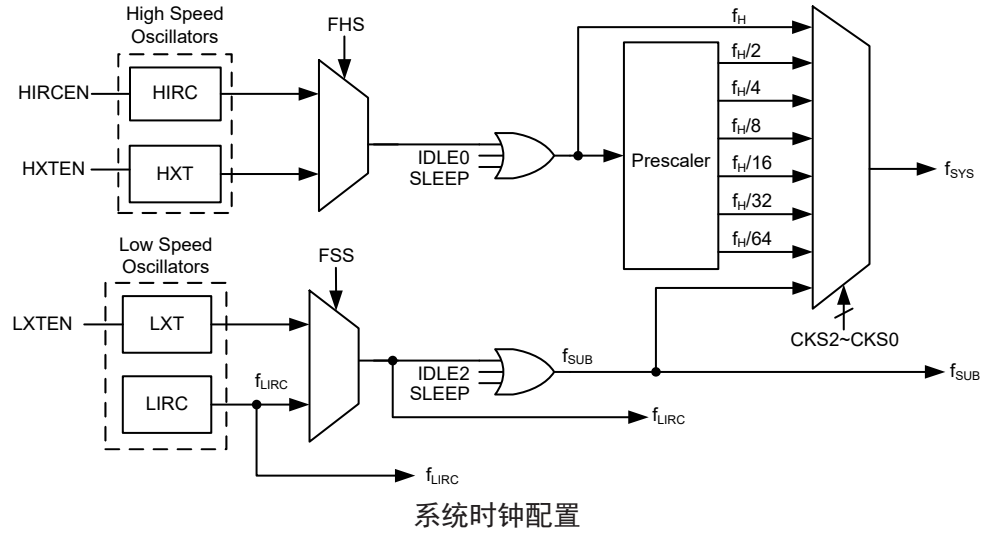 High Speed
Oscillators
FHS
HIRCEN
HIRC
HXTEN
HXT
IDLE0
SLEEP
Prescaler
fH
fH/2
fH/4
fH/8
fH/16
fH/32
fH/64
fSYS
CKS2~CKS0
Low Speed
Oscillators
FSS
LXTEN
LXT
LIRC
fLIRC
IDLE2
SLEEP
fSUB
fSUB
fLIRC
fLIRC
系统时钟配置